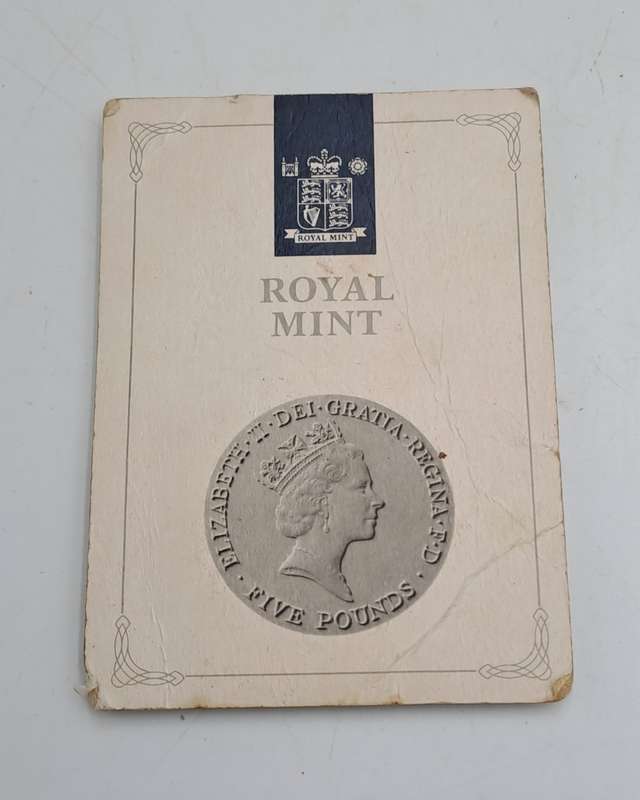 ROYAL MINT
ROYAL
MINT
ELIZABETH · II · DEI · GRATIA · REGINA · F · D ·
· FIVE POUNDS